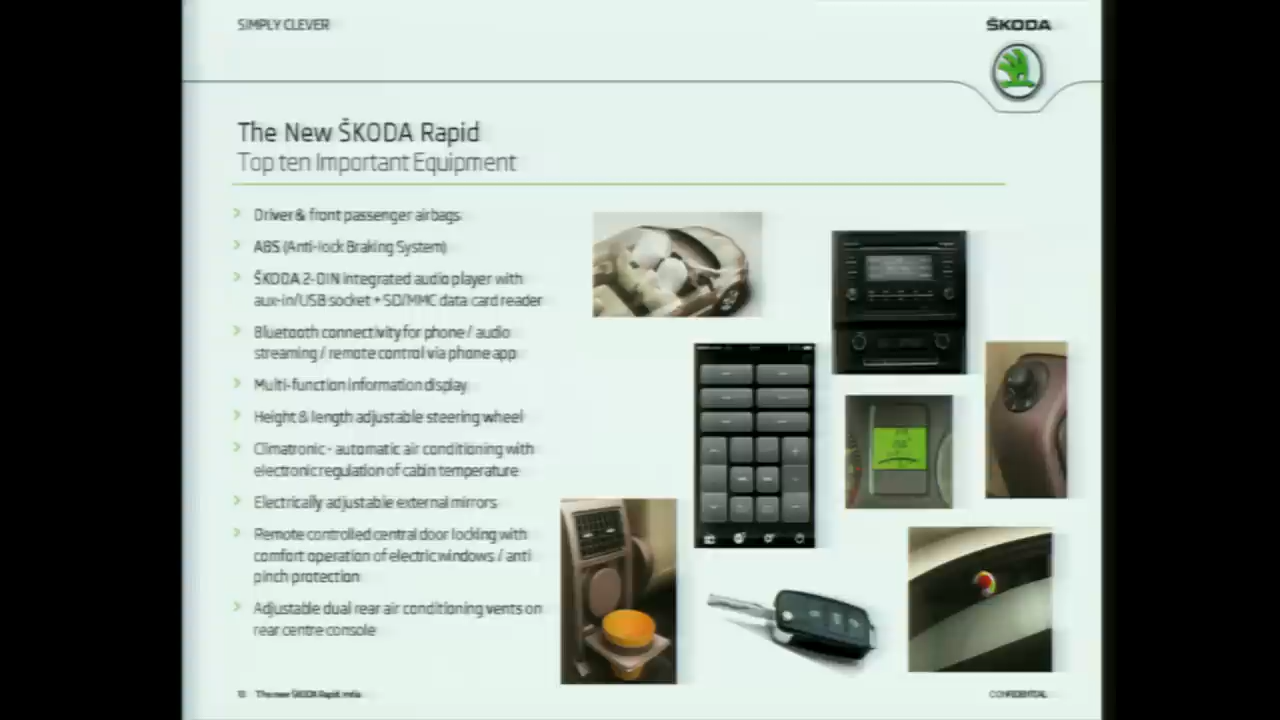 SIMPLY CLEVER
ŠKODA
The New ŠKODA Rapid
Top ten Important Equipment
Driver & front passenger airbags
ABS (Anti-lock Braking System)
ŠKODA 2-DIN integrated audio player with
aux-in/USB socket + SD/MMC data card reader
Bluetooth connectivity for phone / audio
streaming / remote control via phone app
Multi-function information display
Height & length adjustable steering wheel
Climatronic - automatic air conditioning with
electronic regulation of cabin temperature
Electrically adjustable external mirrors
Remote controlled central door locking with
comfort operation of electric windows / anti
pinch protection
Adjustable dual rear air conditioning vents on
rear centre console
The new ŠKODA Rapid India
CONFIDENTIAL